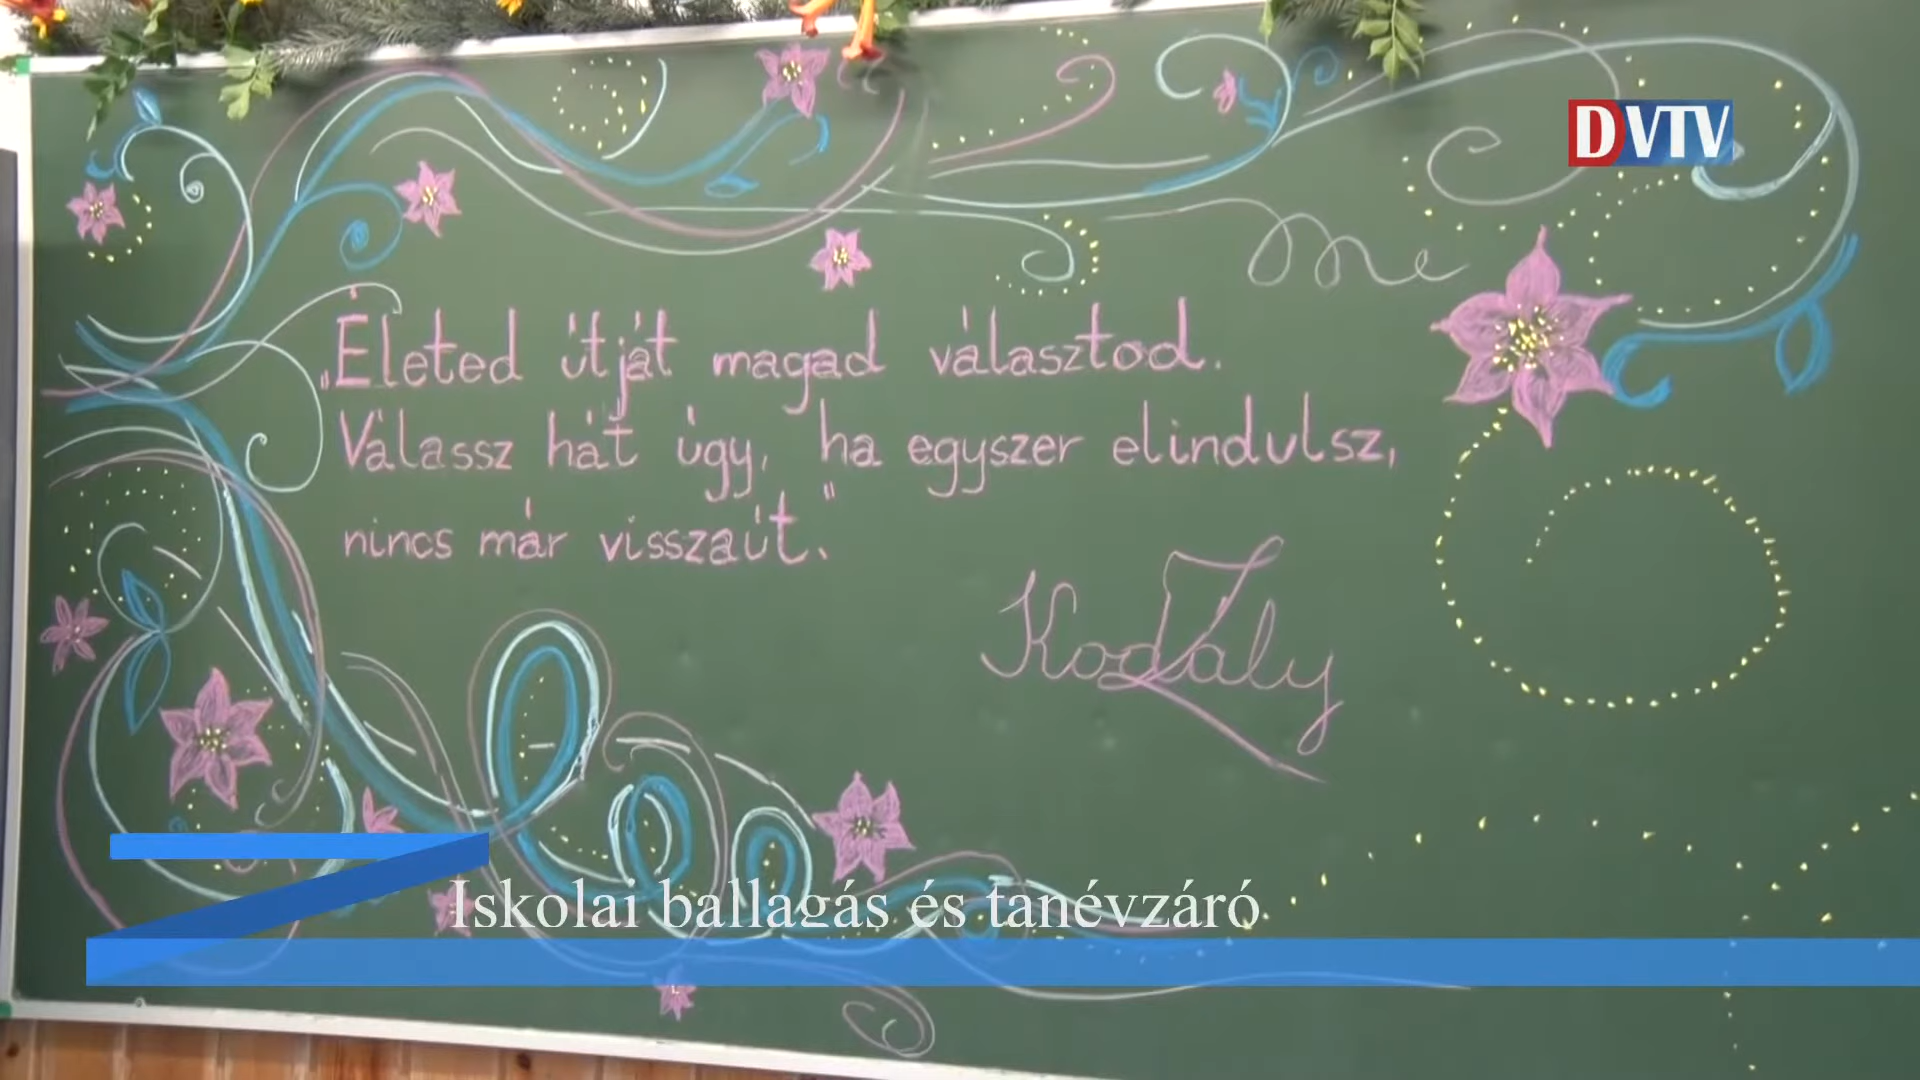 DVTV
„Életed útját magad választod.
Válassz hát úgy, ha egyszer elindulsz,
nincs már visszaút."
Kodály
Iskolai ballagás és tanévzáró